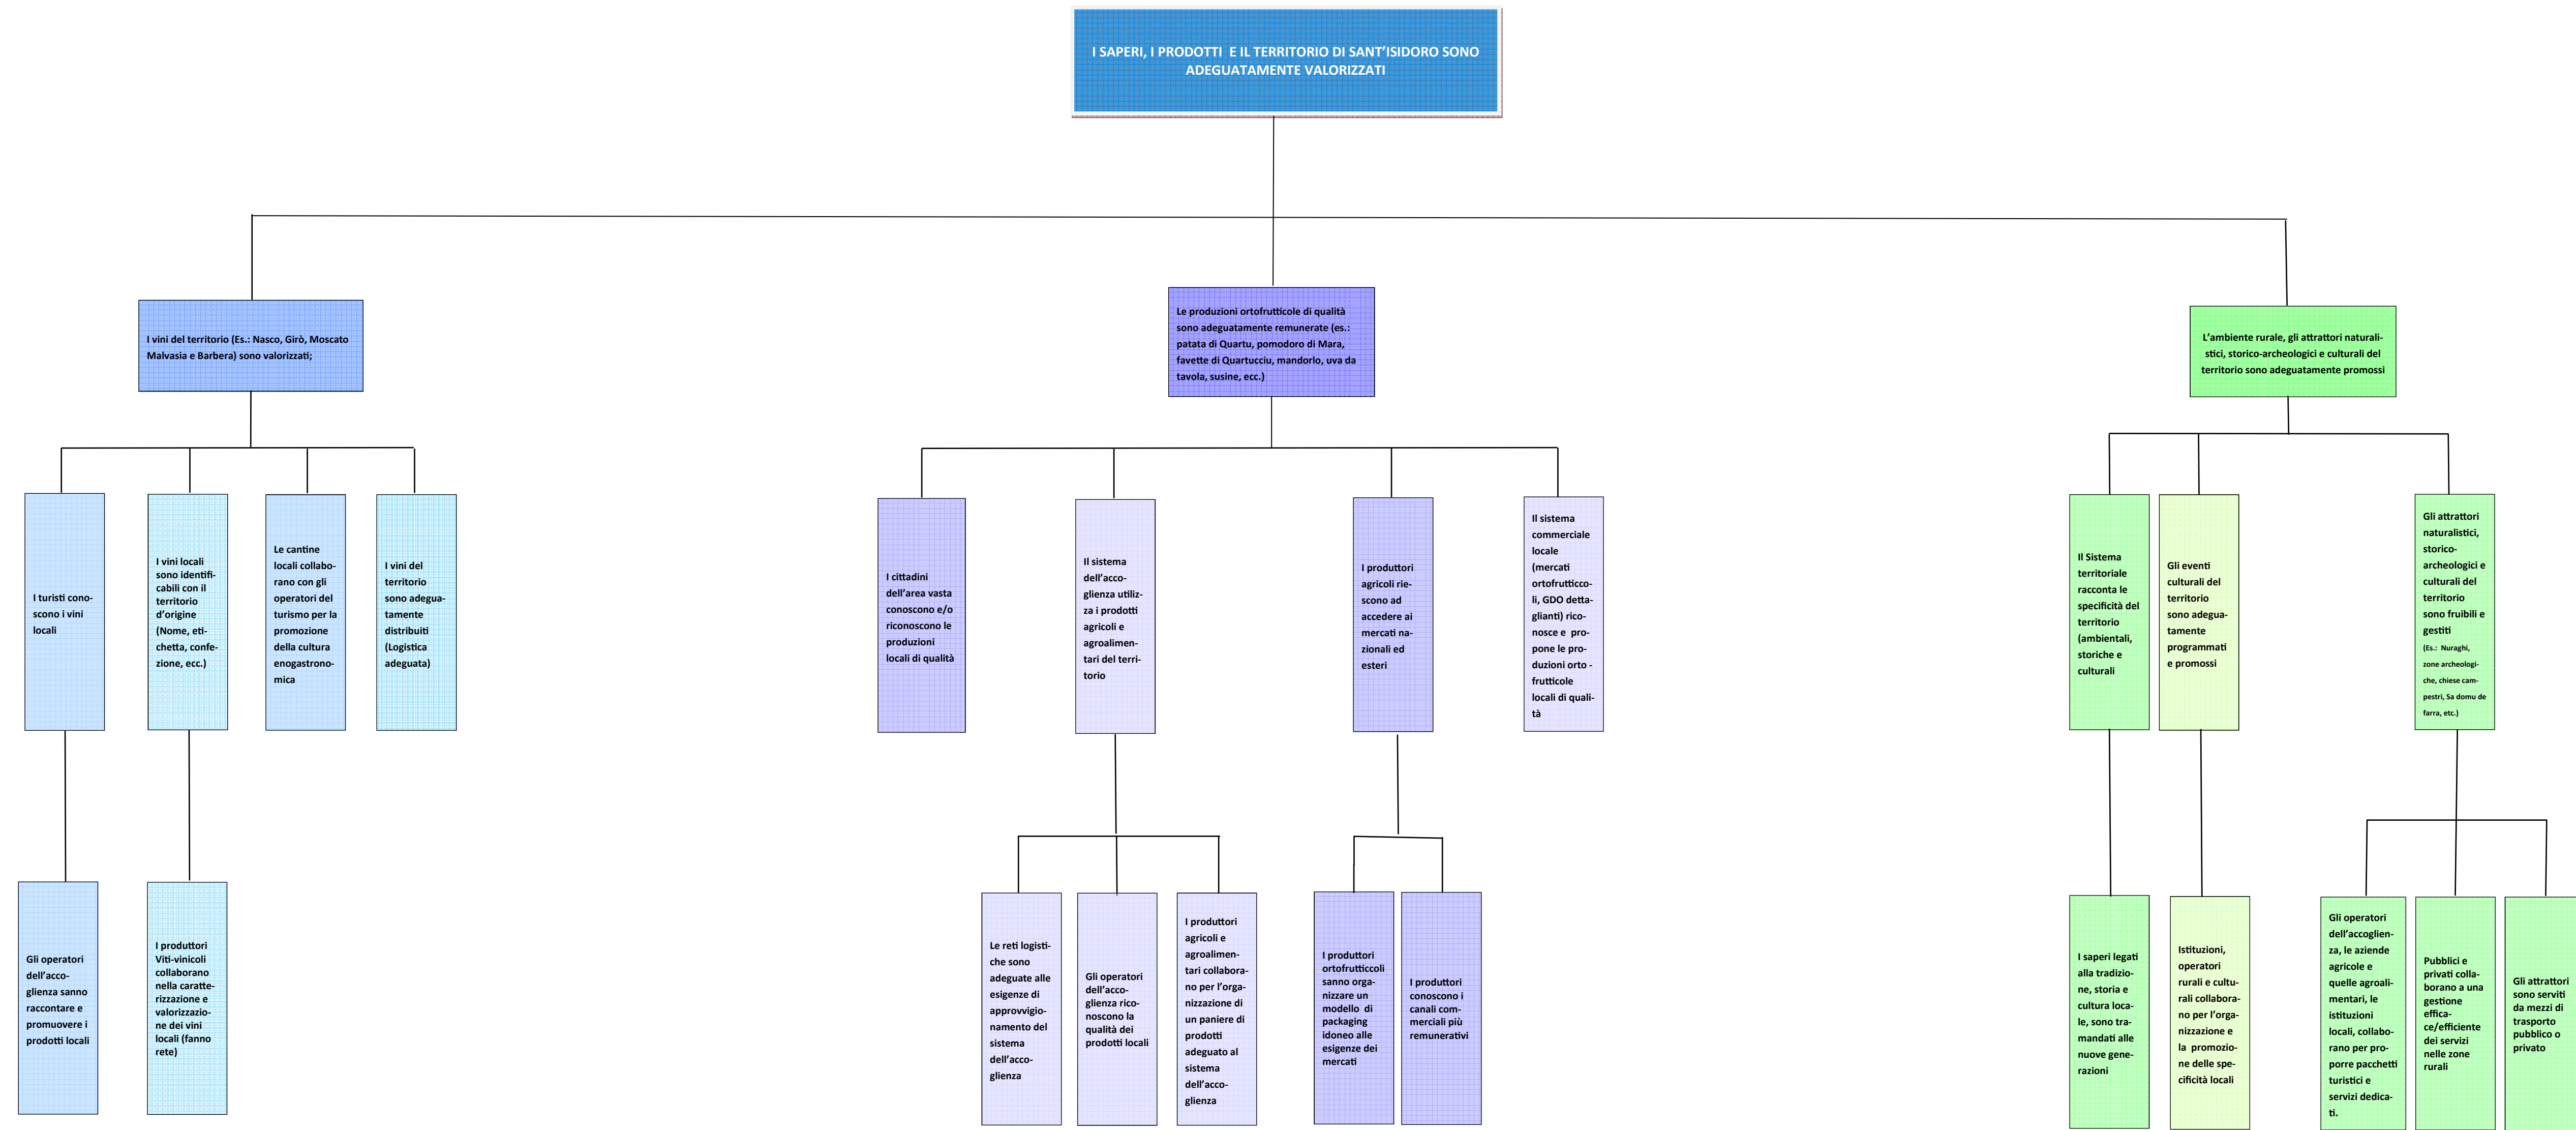 I SAPERI, I PRODOTTI E IL TERRITORIO DI SANT'ISIDORO SONO
ADEGUATAMENTE VALORIZZATI
I vini del territorio (Es.: Nasco, Girò, Moscato
Malvasia e Barbera) sono valorizzati;
Le produzioni ortofrutticole di qualità
sono adeguatamente remunerate (es.:
patata di Quartu, pomodoro di Mara,
favette di Quartucciu, mandorlo, uva da
tavola, susine, ecc.)
L'ambiente rurale, gli attrattori naturali-
stici, storico-archeologici e culturali del
territorio sono adeguatamente promossi
I turisti cono-
scono i vini
locali
I vini locali
sono identifi-
cabili con il
territorio
d'origine
(Nome, eti-
chetta, confe-
zione, ecc.)
Le cantine
locali collabo-
rano con gli
operatori del
turismo per la
promozione
della cultura
enogastrono-
mica
I vini del
territorio
sono adegua-
tamente
distribuiti
(Logistica
adeguata)
I cittadini
dell'area vasta
conoscono e/o
riconoscono le
produzioni
locali di qualità
Il sistema
dell'acco-
glienza utiliz-
za i prodotti
agricoli e
agroalimen-
tari del terri-
torio
I produttori
agricoli rie-
scono ad
accedere ai
mercati na-
zionali ed
esteri
Il sistema
commerciale
locale
(mercati
ortofrutticco-
li, GDO detta-
glianti) rico-
nosce e pro-
pone le pro-
duzioni orto -
frutticole
locali di quali-
tà
Il Sistema
territoriale
racconta le
specificità del
territorio
(ambientali,
storiche e
culturali
Gli eventi
culturali del
territorio
sono adegua-
tamente
programmati
e promossi
Gli attrattori
naturalistici,
storico-
archeologici e
culturali del
territorio
sono fruibili e
gestiti
(Es.: Nuraghi,
zone archeologi-
che, chiese cam-
pestri, Sa domu de
farra, etc.)
Gli operatori
dell'acco-
glienza sanno
raccontare e
promuovere i
prodotti locali
I produttori
Viti-vinicoli
collaborano
nella caratte-
rizzazione e
valorizzazio-
ne dei vini
locali (fanno
rete)
Le reti logisti-
che sono
adeguate alle
esigenze di
approvvigio-
namento del
sistema
dell'acco-
glienza
Gli operatori
dell'acco-
glienza rico-
noscono la
qualità dei
prodotti locali
I produttori
agricoli e
agroalimen-
tari collabora-
no per l'orga-
nizzazione di
un paniere di
prodotti
adeguato al
sistema
dell'acco-
glienza
I produttori
ortofrutticcoli
sanno orga-
nizzare un
modello di
packaging
idoneo alle
esigenze dei
mercati
I produttori
conoscono i
canali com-
merciali più
remunerativi
I saperi legati
alla tradizio-
ne, storia e
cultura loca-
le, sono tra-
mandati alle
nuove gene-
razioni
Istituzioni,
operatori
rurali e cultu-
rali collabora-
no per l'orga-
nizzazione e
la promozio-
ne delle spe-
cificità locali
Gli operatori
dell'accoglien-
za, le aziende
agricole e
quelle agroali-
mentari, le
istituzioni
locali, collabo-
rano per pro-
porre pacchetti
turistici e
servizi dedica-
ti.
Pubblici e
privati colla-
borano a una
gestione
effica-
ce/efficiente
dei servizi
nelle zone
rurali
Gli attrattori
sono serviti
da mezzi di
trasporto
pubblico o
privato